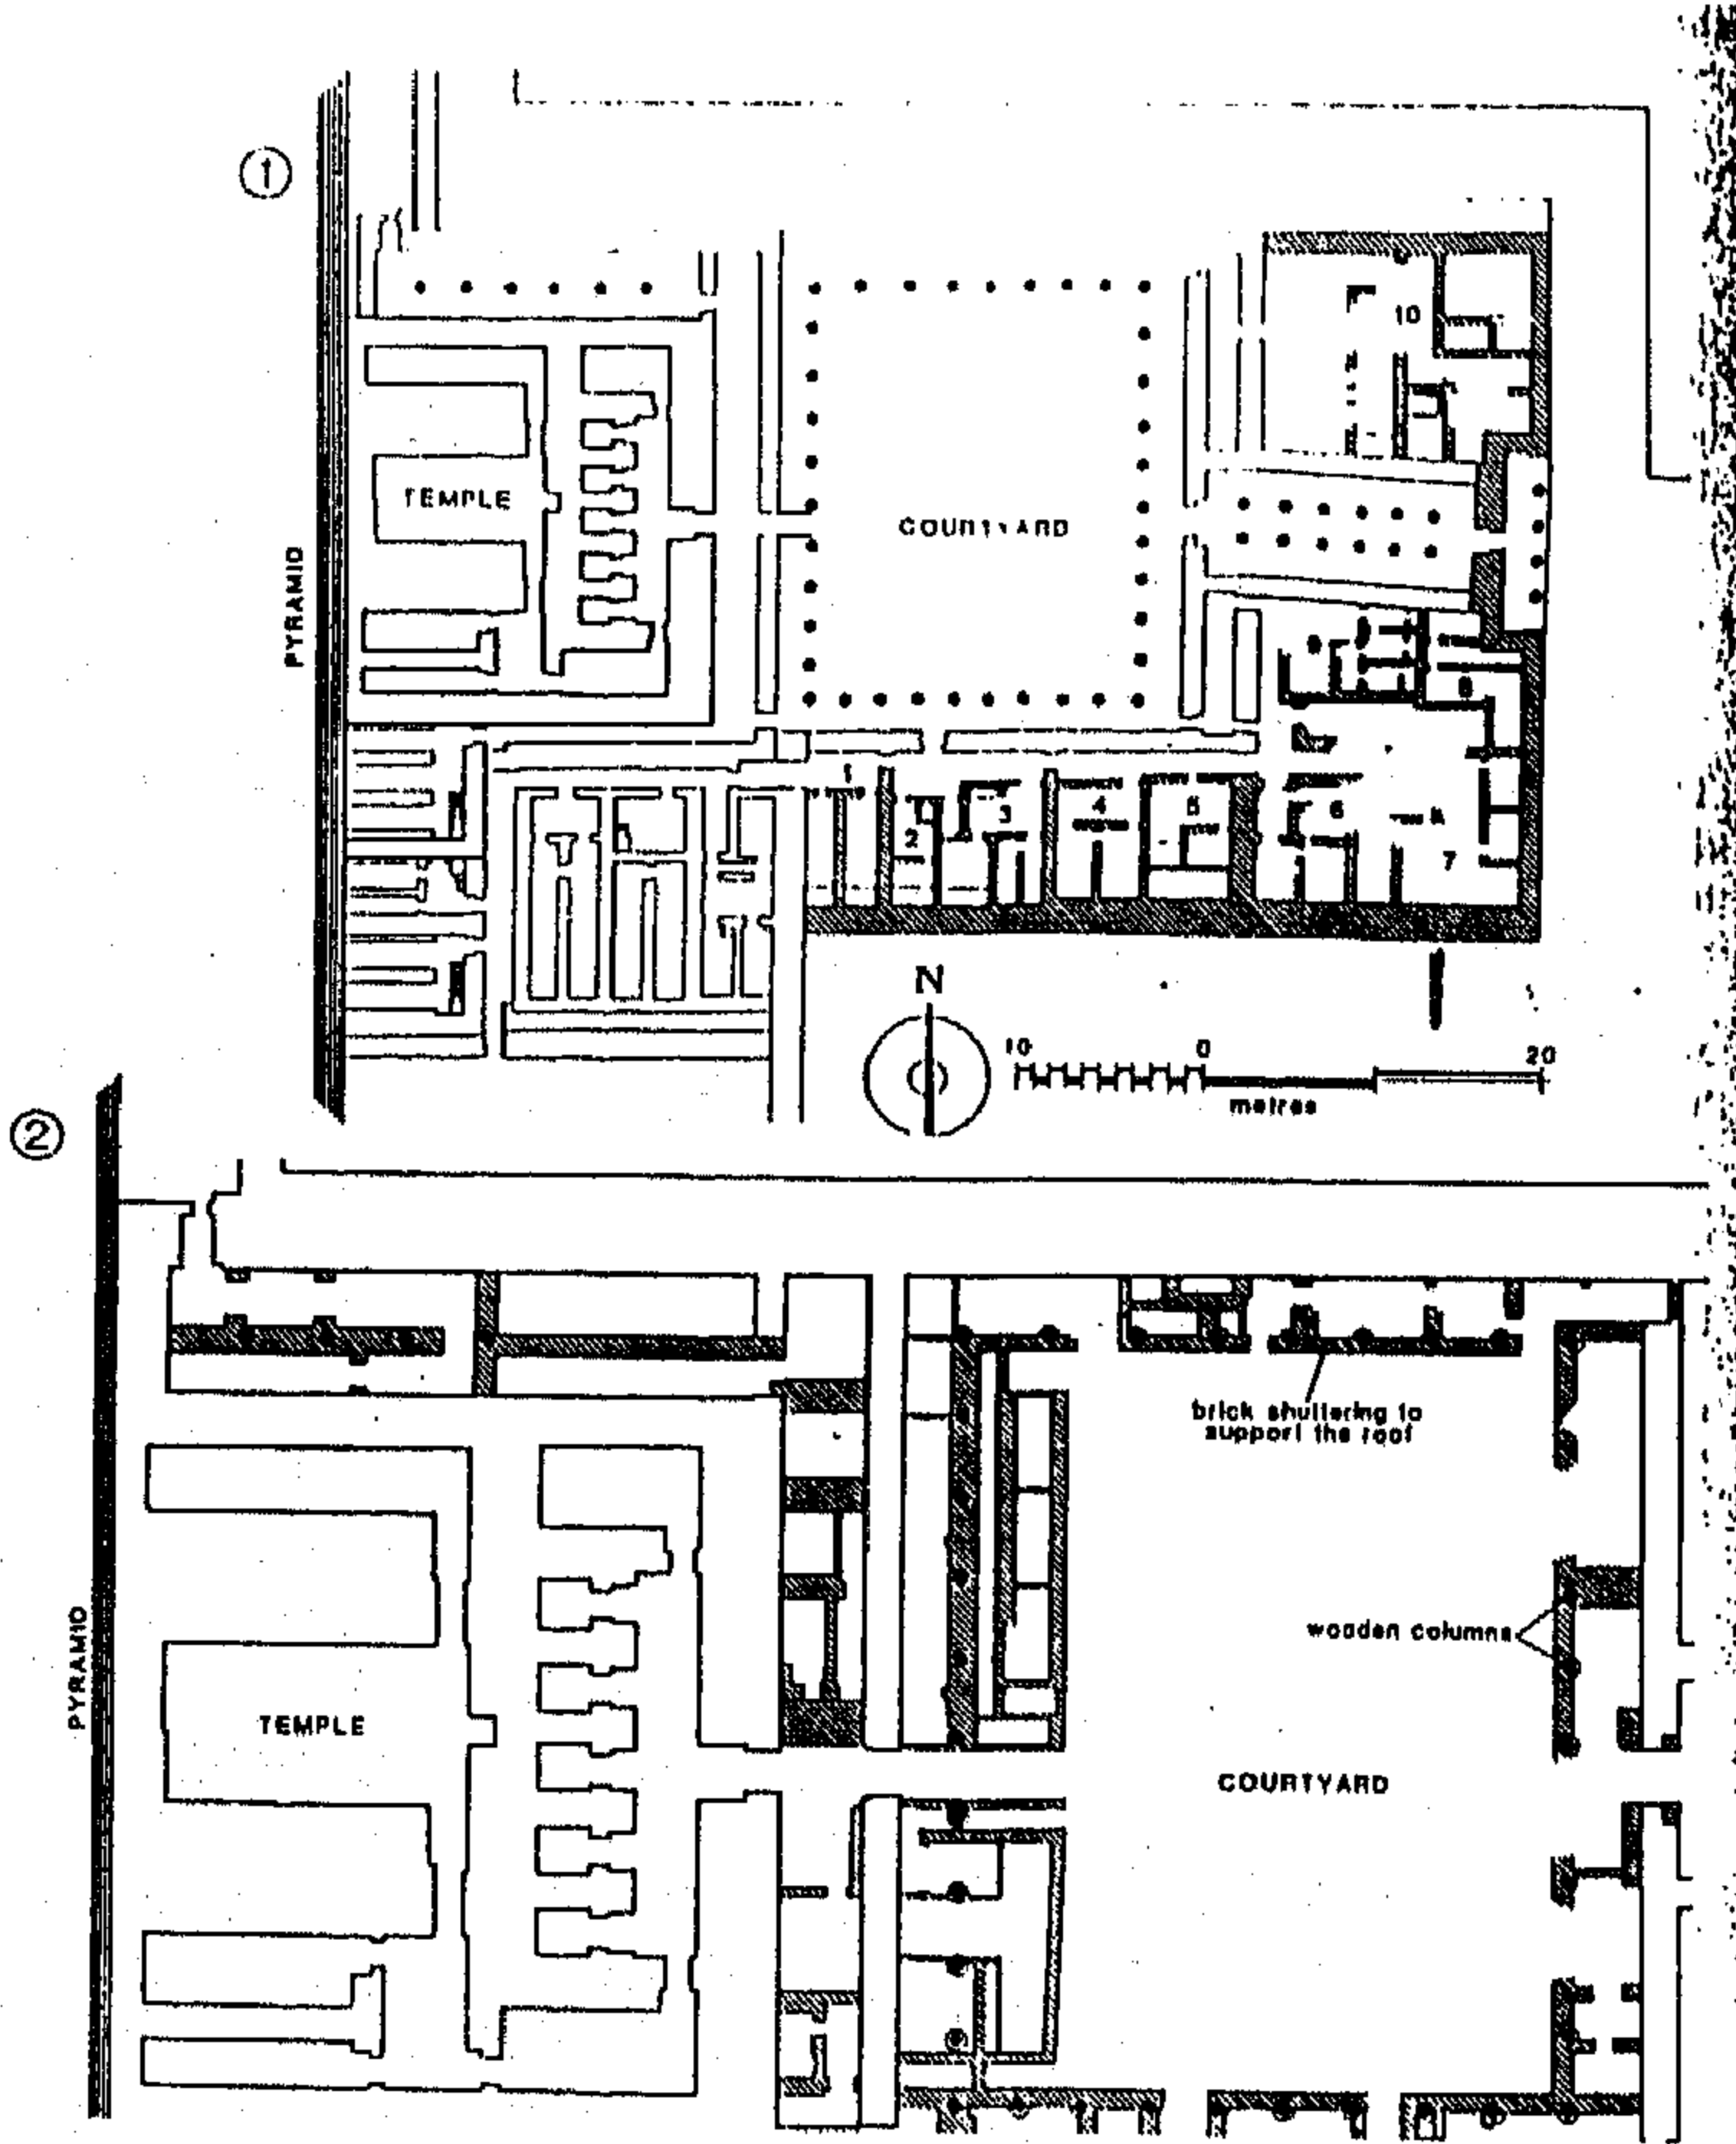 1
PYRAMID
TEMPLE
COURTYARD
10
9
8
1
2
3
4
5
6
7
N
10 0 20
metres
2
PYRAMID
TEMPLE
COURTYARD
brick shuttering to
support the roof
wooden columns